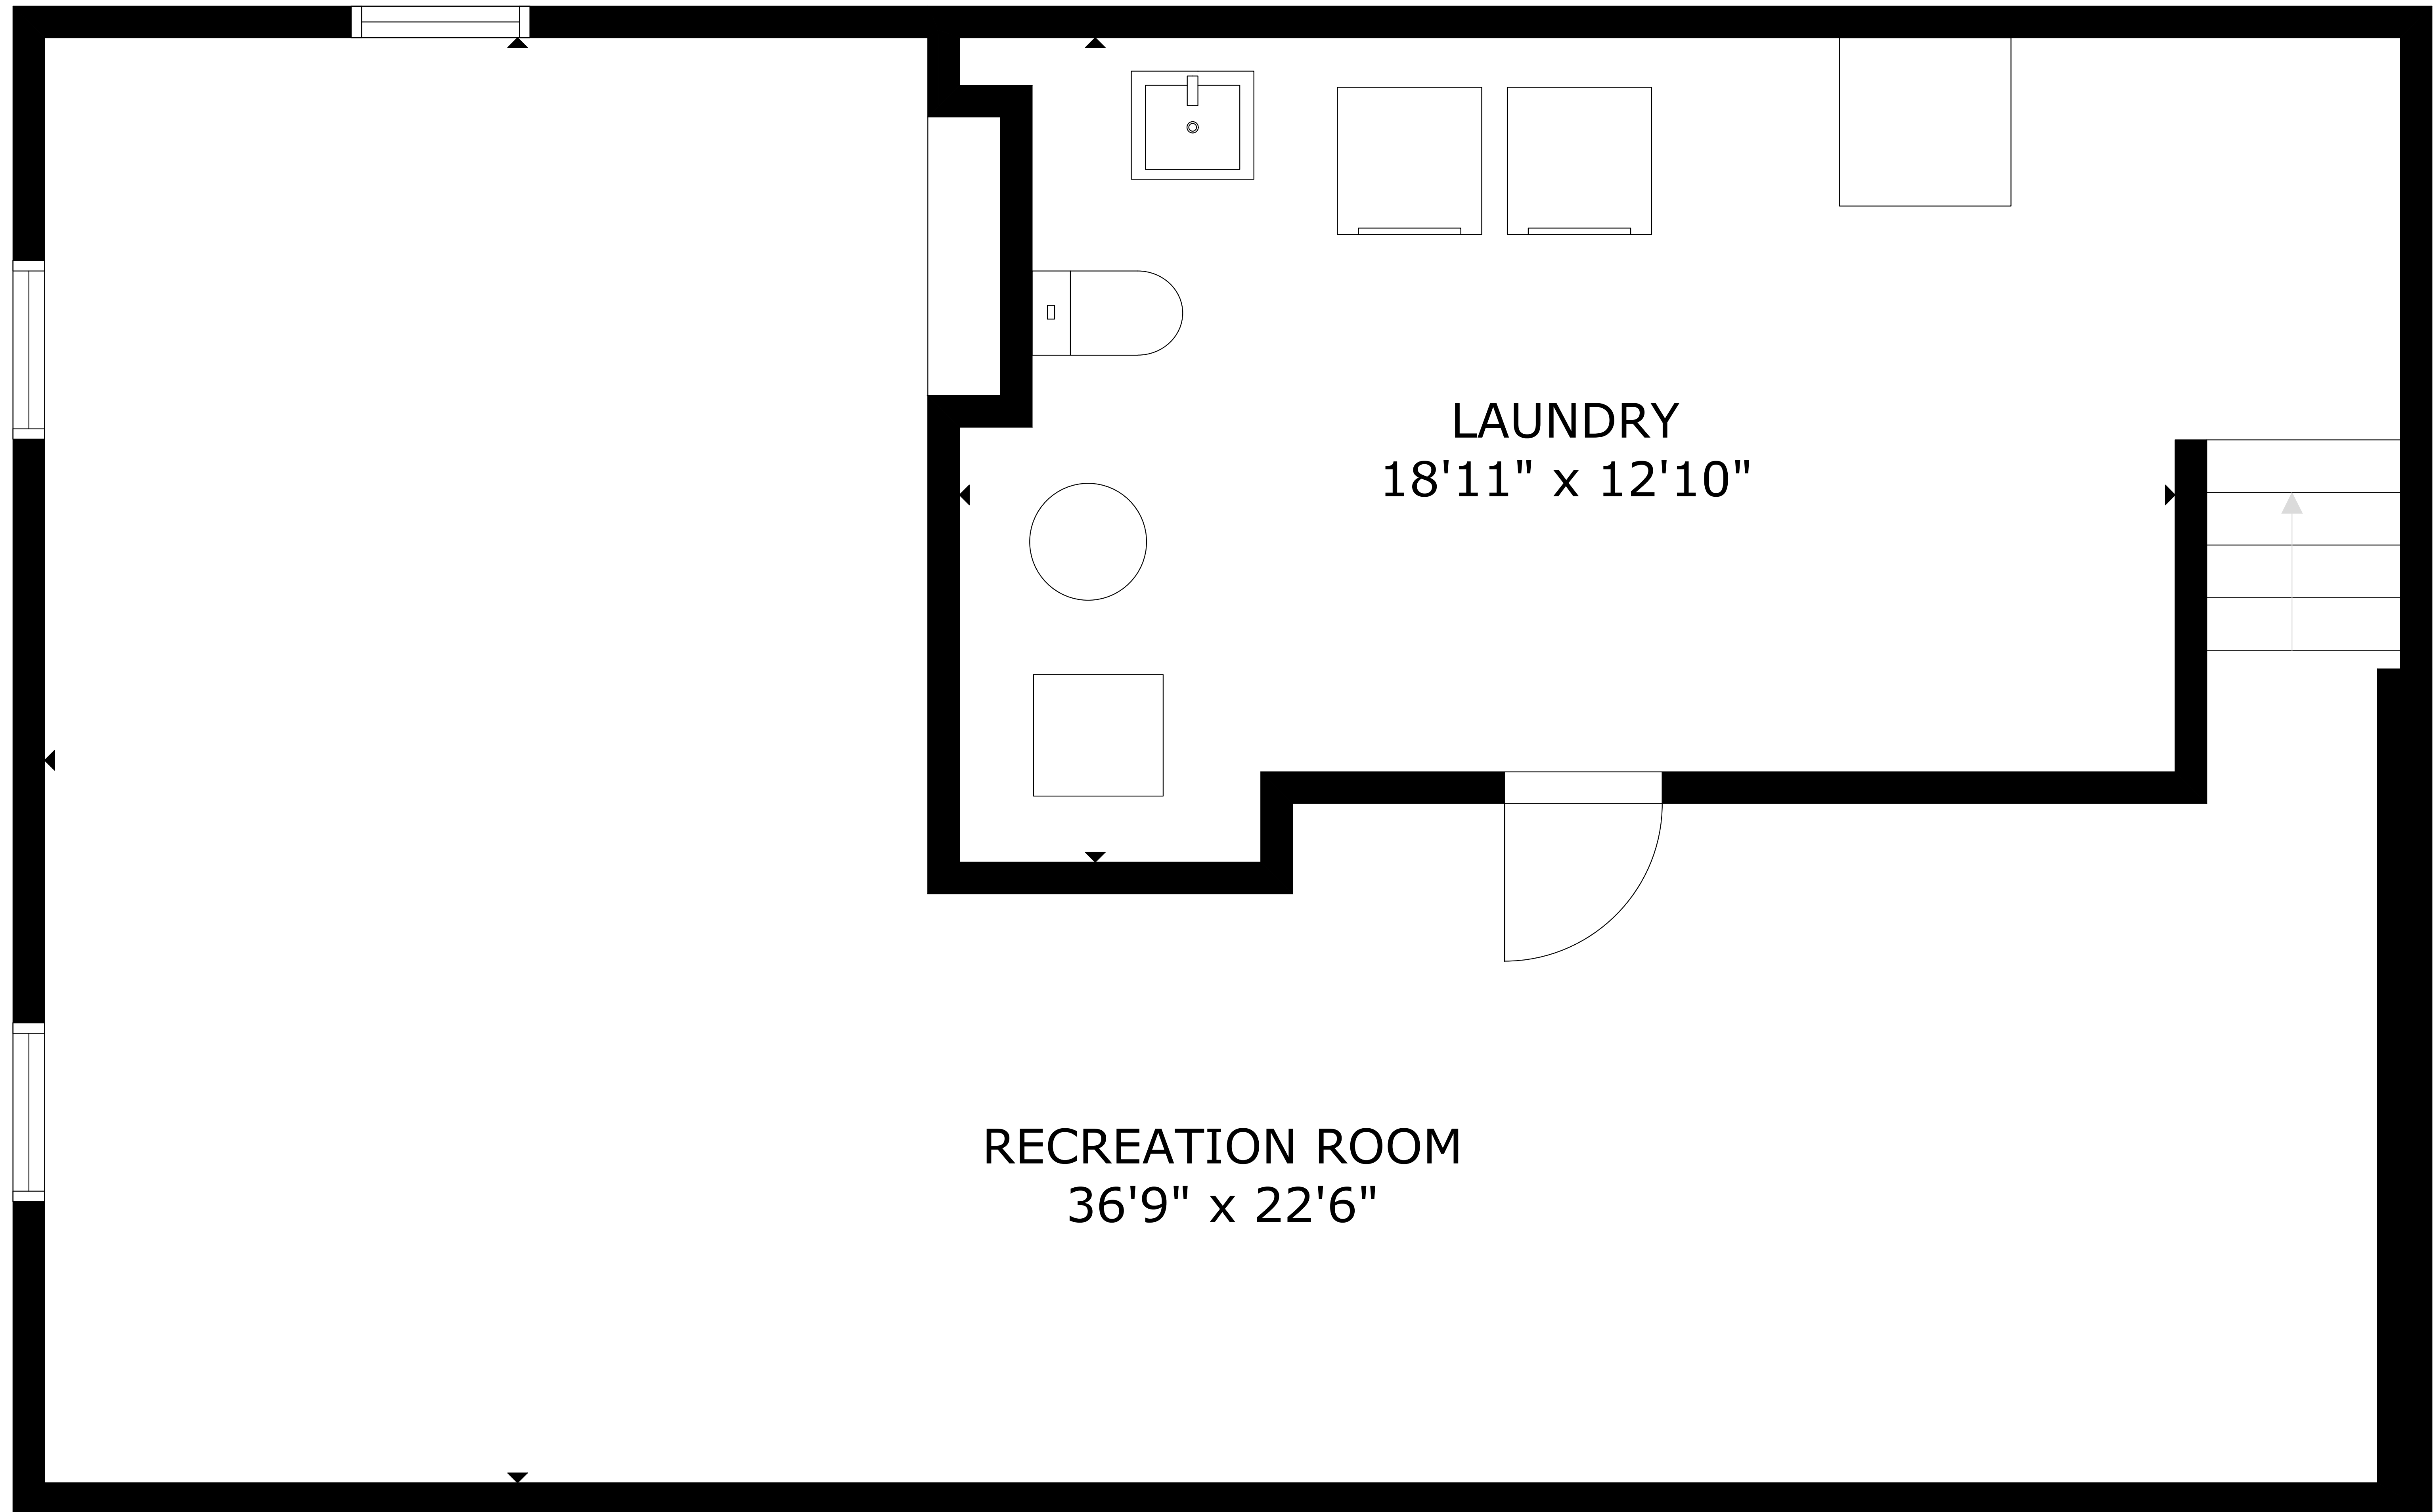 LAUNDRY
18'11" x 12'10"
RECREATION ROOM
36'9" x 22'6"